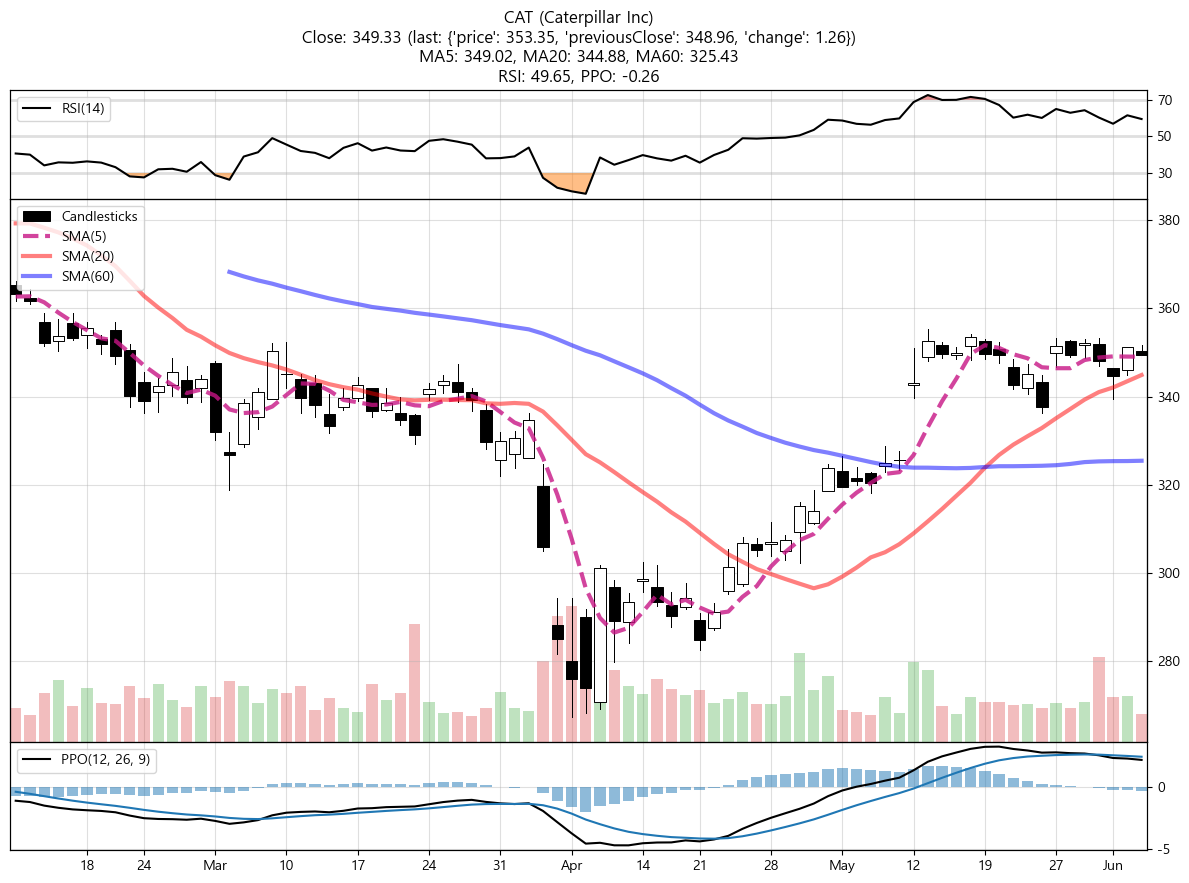 CAT (Caterpillar Inc)
Close: 349.33 (last: {'price': 353.35, 'previousClose': 348.96, 'change': 1.26})
MA5: 349.02, MA20: 344.88, MA60: 325.43
RSI: 49.65, PPO: -0.26
RSI(14)
70
50
30
Candlesticks
SMA(5)
SMA(20)
SMA(60)
380
360
340
320
300
280
PPO(12, 26, 9)
0
-5
18 24 Mar 10 17 24 31 Apr 14 21 28 May 12 19 27 Jun